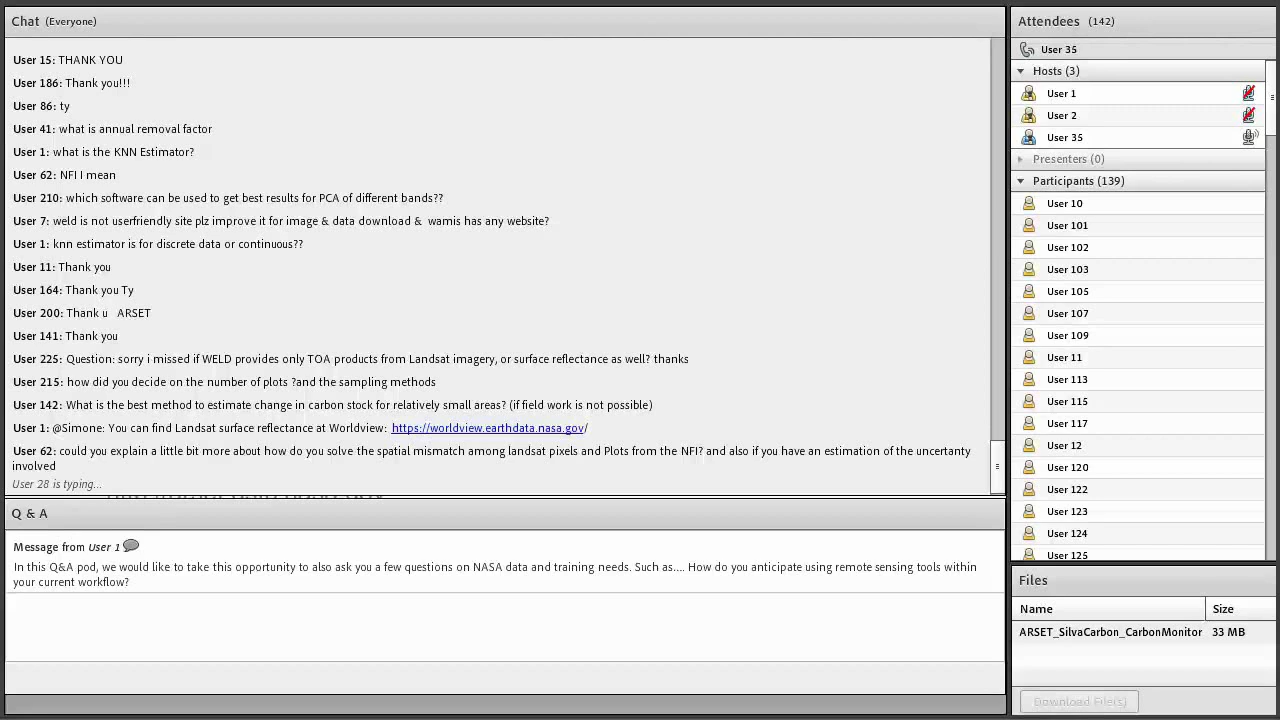 Chat (Everyone)
User 15: THANK YOU
User 186: Thank you!!!
User 86: ty
User 41: what is annual removal factor
User 1: what is the KNN Estimator?
User 62: NFI I mean
User 210: which software can be used to get best results for PCA of different bands??
User 7: weld is not userfriendly site plz improve it for image & data download & wamis has any website?
User 1: knn estimator is for discrete data or continuous??
User 11: Thank you
User 164: Thank you Ty
User 200: Thank u ARSET
User 141: Thank you
User 225: Question: sorry i missed if WELD provides only TOA products from Landsat imagery, or surface reflectance as well? thanks
User 215: how did you decide on the number of plots ?and the sampling methods
User 142: What is the best method to estimate change in carbon stock for relatively small areas? (if field work is not possible)
User 1: @Simone: You can find Landsat surface reflectance at Worldview: https://worldview.earthdata.nasa.gov/
User 62: could you explain a little bit more about how do you solve the spatial mismatch among landsat pixels and Plots from the NFI? and also if you have an estimation of the uncertanty
involved
User 28 is typing...
Q & A
Message from User 1
In this Q&A pod, we would like to take this opportunity to also ask you a few questions on NASA data and training needs. Such as.... How do you anticipate using remote sensing tools within
your current workflow?
Attendees (142)
User 35
Hosts (3)
User 1
User 2
User 35
Presenters (0)
Participants (139)
User 10
User 101
User 102
User 103
User 105
User 107
User 109
User 11
User 113
User 115
User 117
User 12
User 120
User 122
User 123
User 124
User 125
Files
Name Size
ARSET_SilvaCarbon_CarbonMonitor 33 MB
Download File(s)